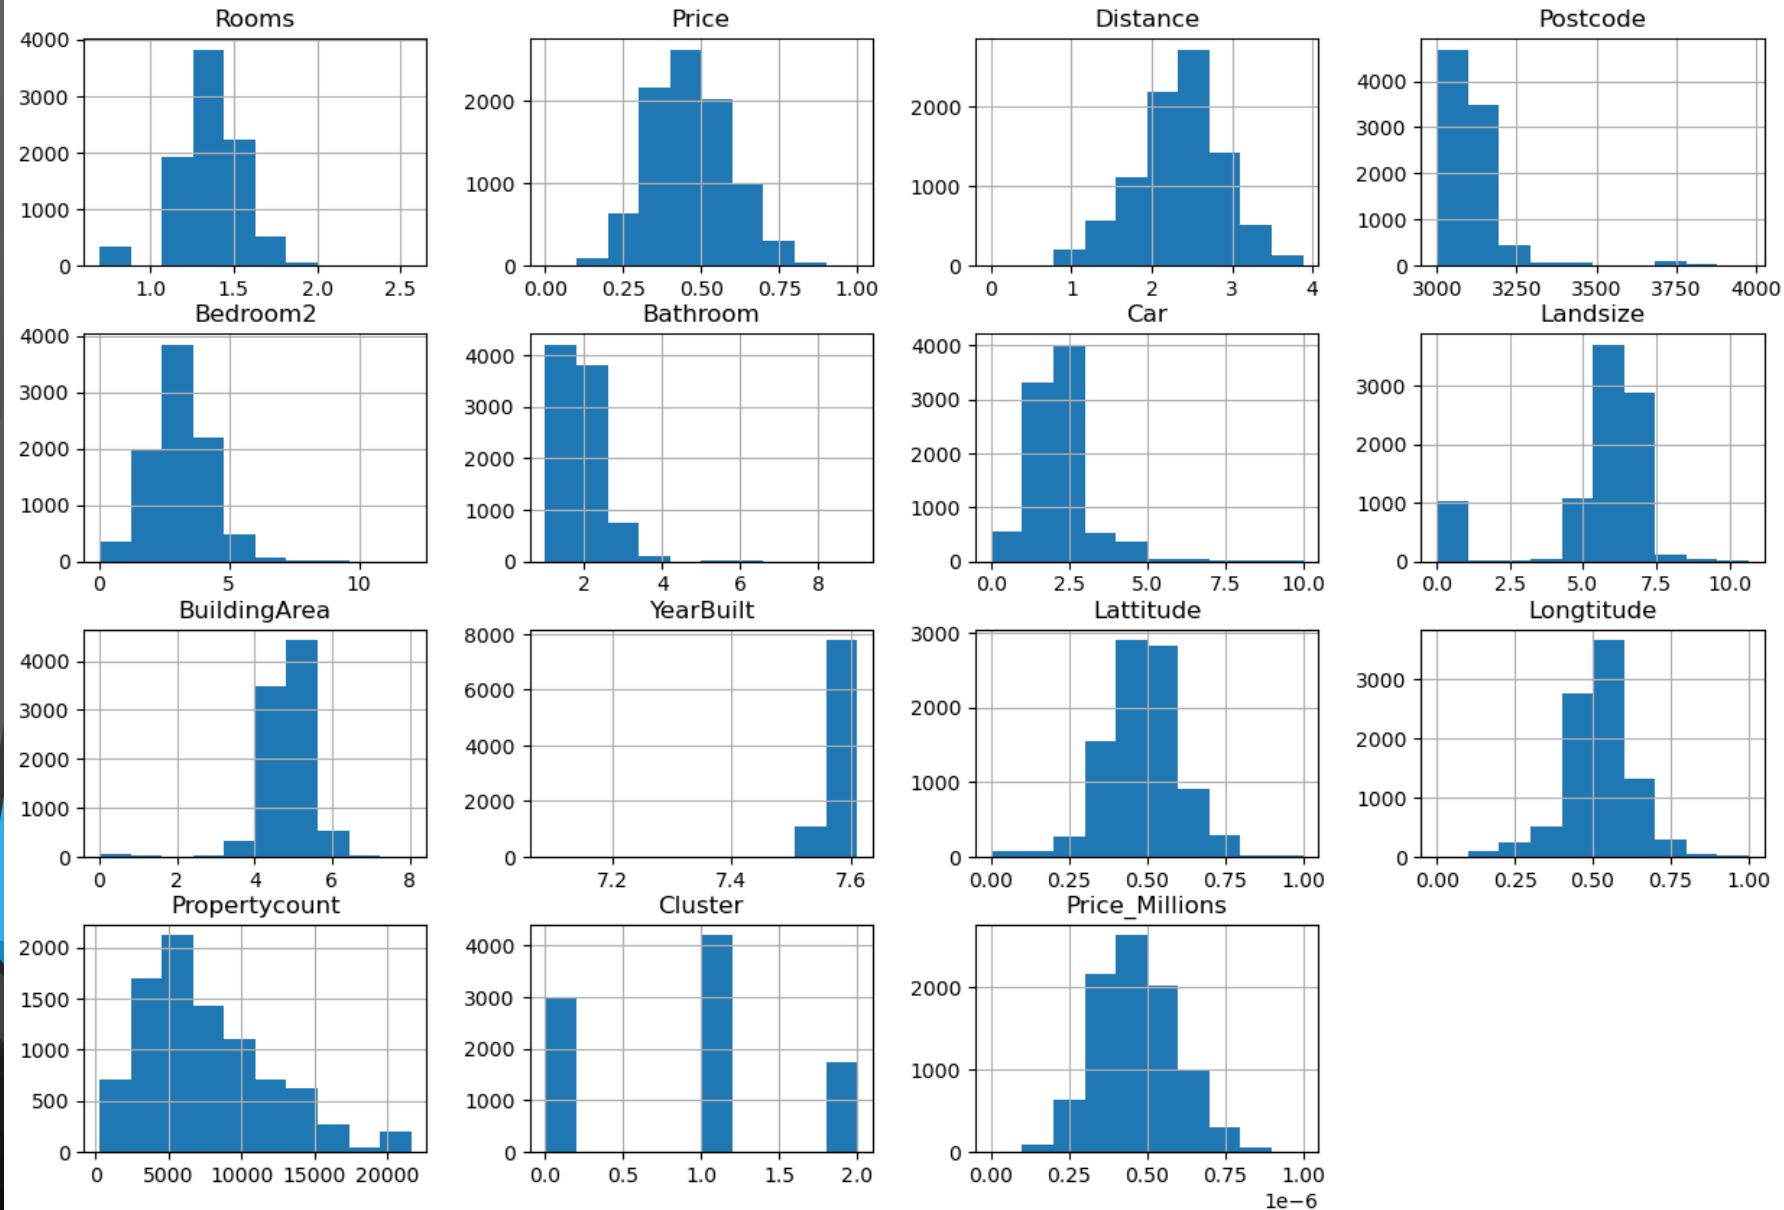 Rooms
4000
3000
2000
1000
0
1.0 1.5 2.0 2.5
Price
2000
1000
0
0.00 0.25 0.50 0.75 1.00
Distance
2000
1000
0
0 1 2 3 4
Postcode
4000
3000
2000
1000
0
3000 3250 3500 3750 4000
Bedroom2
4000
3000
2000
1000
0
0 5 10
Bathroom
4000
3000
2000
1000
0
2 4 6 8
Car
4000
3000
2000
1000
0
0.0 2.5 5.0 7.5 10.0
Landsize
3000
2000
1000
0
0.0 2.5 5.0 7.5 10.0
BuildingArea
4000
3000
2000
1000
0
0 2 4 6 8
YearBuilt
8000
6000
4000
2000
0
7.2 7.4 7.6
Lattitude
3000
2000
1000
0
0.00 0.25 0.50 0.75 1.00
Longtitude
3000
2000
1000
0
0.00 0.25 0.50 0.75 1.00
Propertycount
2000
1500
1000
500
0
0 5000 10000 15000 20000
Cluster
4000
3000
2000
1000
0
0.0 0.5 1.0 1.5 2.0
Price_Millions
2000
1000
0
0.00 0.25 0.50 0.75 1.00
1e−6